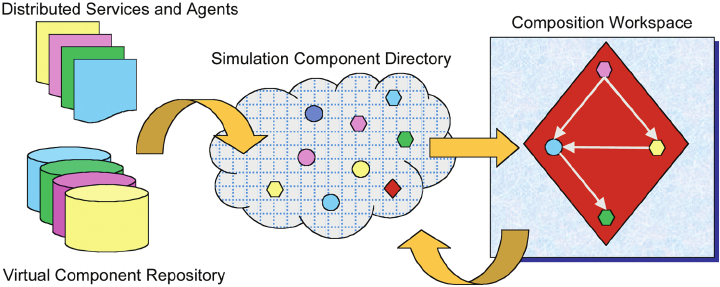 Distributed Services and Agents
Composition Workspace
Simulation Component Directory
Virtual Component Repository